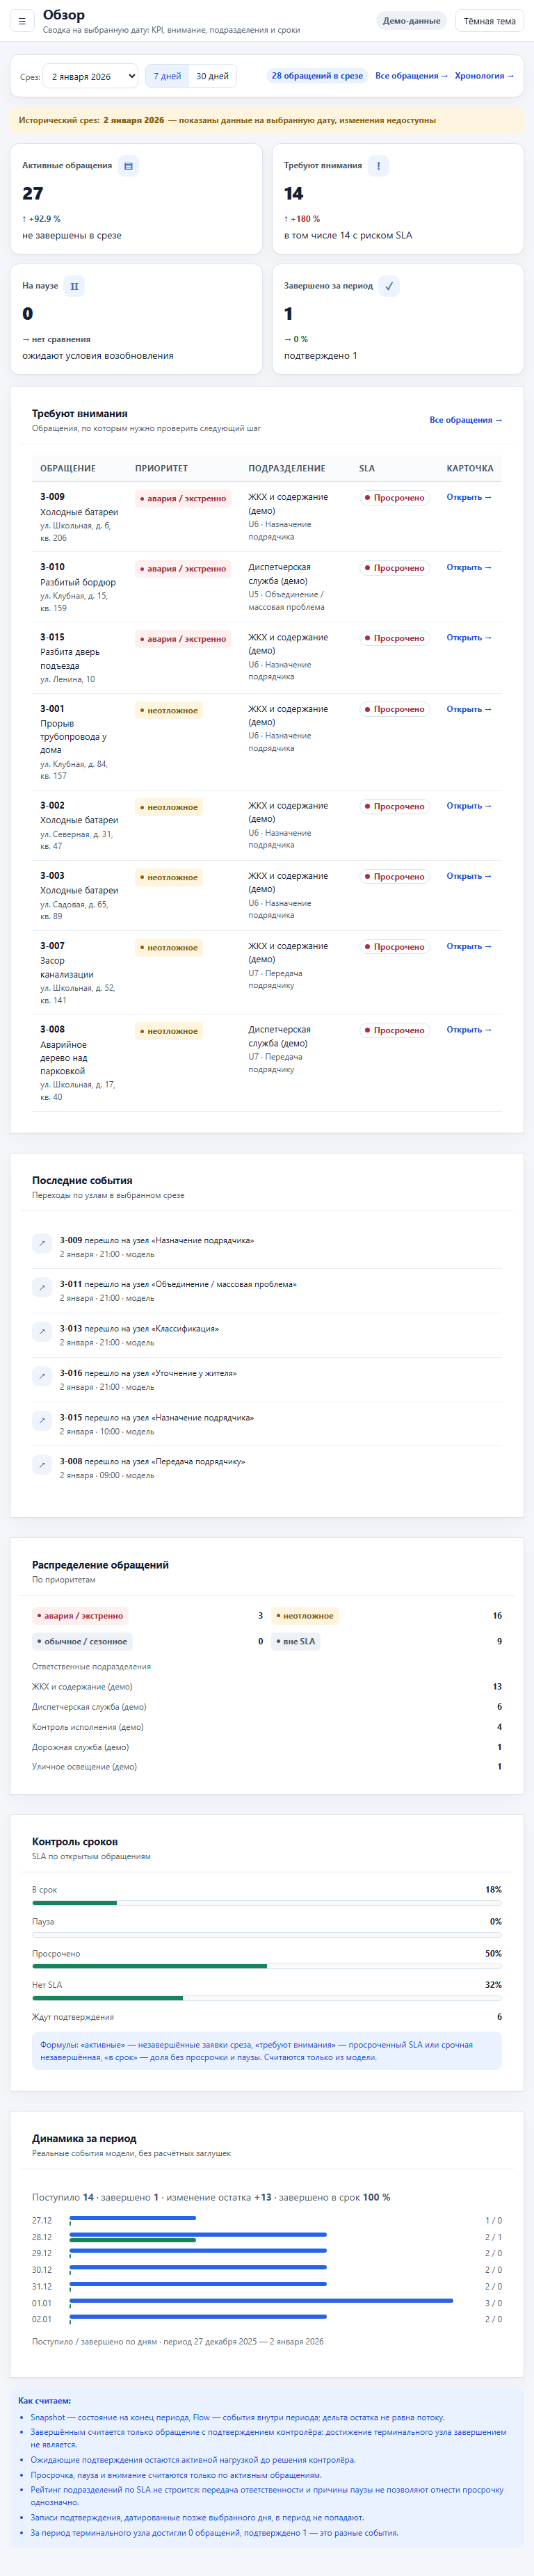 ☰
Обзор
Сводка на выбранную дату: KPI, внимание, подразделения и сроки
Демо-данные
Тёмная тема
Срез: 2 января 2026
7 дней
30 дней
28 обращений в срезе
Все обращения →
Хронология →
Исторический срез: 2 января 2026 — показаны данные на выбранную дату, изменения недоступны
Активные обращения
27
↑ +92.9 %
не завершены в срезе
Требуют внимания
!
14
↑ +180 %
в том числе 14 с риском SLA
На паузе
0
→ нет сравнения
ожидают условия возобновления
Завершено за период
✓
1
→ 0 %
подтверждено 1
Требуют внимания
Обращения, по которым нужно проверить следующий шаг
Все обращения →
ОБРАЩЕНИЕ ПРИОРИТЕТ ПОДРАЗДЕЛЕНИЕ SLA КАРТОЧКА
З-009
Холодные батареи
ул. Школьная, д. 6,
кв. 206
• авария / экстренно
ЖКХ и содержание
(демо)
U6 · Назначение
подрядчика
Просрочено
Открыть →
З-010
Разбитый бордюр
ул. Клубная, д. 15,
кв. 159
• авария / экстренно
Диспетчерская
служба (демо)
U5 · Объединение /
массовая проблема
Просрочено
Открыть →
З-015
Разбита дверь
подъезда
ул. Ленина, 10
• авария / экстренно
ЖКХ и содержание
(демо)
U6 · Назначение
подрядчика
Просрочено
Открыть →
З-001
Прорыв
трубопровода у
дома
ул. Клубная, д. 84,
кв. 157
• неотложное
ЖКХ и содержание
(демо)
U6 · Назначение
подрядчика
Просрочено
Открыть →
З-002
Холодные батареи
ул. Северная, д. 31,
кв. 47
• неотложное
ЖКХ и содержание
(демо)
U6 · Назначение
подрядчика
Просрочено
Открыть →
З-003
Холодные батареи
ул. Садовая, д. 65,
кв. 89
• неотложное
ЖКХ и содержание
(демо)
U6 · Назначение
подрядчика
Просрочено
Открыть →
З-007
Засор
канализации
ул. Школьная, д. 52,
кв. 141
• неотложное
ЖКХ и содержание
(демо)
U7 · Передача
подрядчику
Просрочено
Открыть →
З-008
Аварийное
дерево над
парковкой
ул. Школьная, д. 17,
кв. 40
• неотложное
Диспетчерская
служба (демо)
U7 · Передача
подрядчику
Просрочено
Открыть →
Последние события
Переходы по узлам в выбранном срезе
З-009 перешло на узел «Назначение подрядчика»
2 января · 21:00 · модель
З-011 перешло на узел «Объединение / массовая проблема»
2 января · 21:00 · модель
З-013 перешло на узел «Классификация»
2 января · 21:00 · модель
З-016 перешло на узел «Уточнение у жителя»
2 января · 21:00 · модель
З-015 перешло на узел «Назначение подрядчика»
2 января · 10:00 · модель
З-008 перешло на узел «Передача подрядчику»
2 января · 09:00 · модель
Распределение обращений
По приоритетам
• авария / экстренно 3
• неотложное 16
• обычное / сезонное 0
• вне SLA 9
Ответственные подразделения
ЖКХ и содержание (демо) 13
Диспетчерская служба (демо) 6
Контроль исполнения (демо) 4
Дорожная служба (демо) 1
Уличное освещение (демо) 1
Контроль сроков
SLA по открытым обращениям
В срок 18%
Пауза 0%
Просрочено 50%
Нет SLA 32%
Ждут подтверждения 6
Формулы: «активные» — незавершённые заявки среза, «требуют внимания» — просроченный SLA или срочная
незавершённая, «в срок» — доля без просрочки и паузы. Считаются только из модели.
Динамика за период
Реальные события модели, без расчётных заглушек
Поступило 14 · завершено 1 · изменение остатка +13 · завершено в срок 100 %
27.12 1 / 0
28.12 2 / 1
29.12 2 / 0
30.12 2 / 0
31.12 2 / 0
01.01 3 / 0
02.01 2 / 0
Поступило / завершено по дням · период 27 декабря 2025 — 2 января 2026
Как считаем:
• Snapshot — состояние на конец периода, Flow — события внутри периода; дельта остатка не равна потоку.
• Завершённым считается только обращение с подтверждением контролёра: достижение терминального узла завершением
не является.
• Ожидающие подтверждения остаются активной нагрузкой до решения контролёра.
• Просрочка, пауза и внимание считаются только по активным обращениям.
• Рейтинг подразделений по SLA не строится: передача ответственности и причины паузы не позволяют отнести просрочку
однозначно.
• Записи подтверждения, датированные позже выбранного дня, в период не попадают.
• За период терминального узла достигли 0 обращений, подтверждено 1 — это разные события.